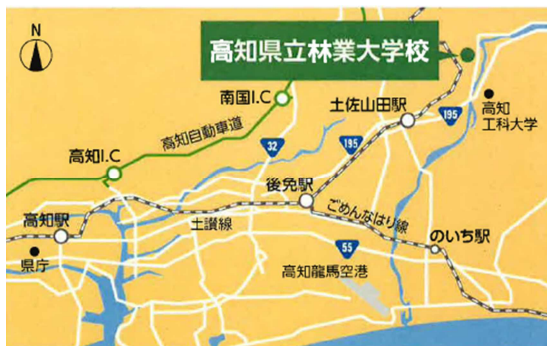 N
高知県立林業大学校
南国I.C
土佐山田駅
高知
工科大学
195
高知自動車道
32
195
高知I.C
後免駅
高知駅
土讃線
ごめんなはり線
のいち駅
県庁
55
高知龍馬空港